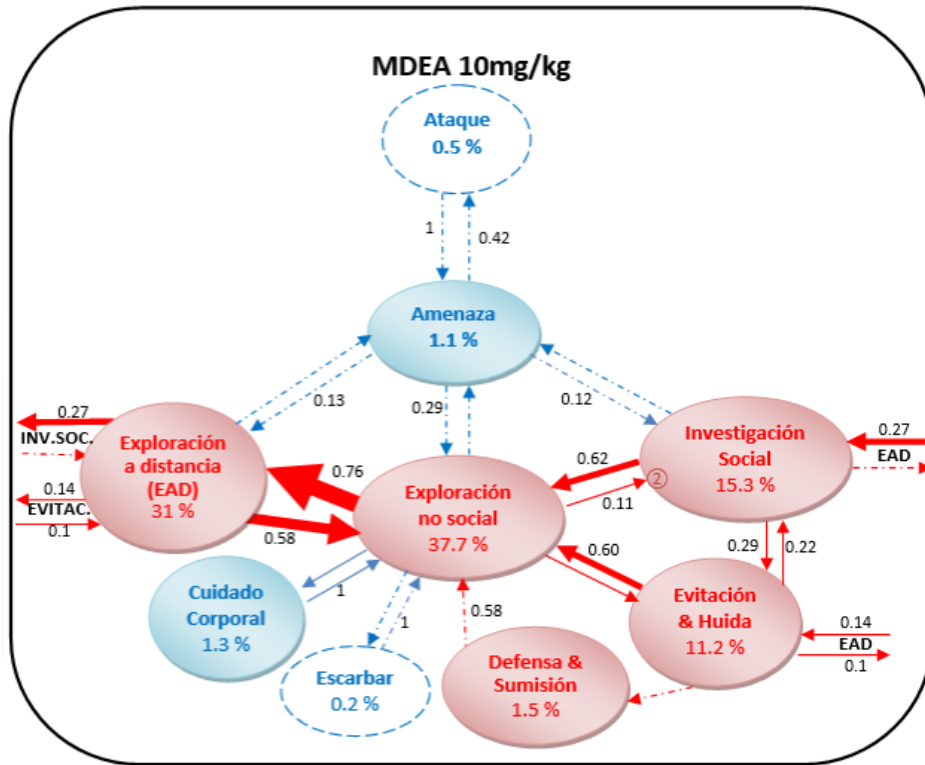 MDEA 10mg/kg
Ataque
0.5 %
1
0.42
Amenaza
1.1 %
0.13
0.29
0.12
0.27
INV.SOC.
0.14
EVITAC.
0.1
Exploración
a distancia
(EAD)
31 %
0.76
0.58
Exploración
no social
37.7 %
0.62
2
0.11
Investigación
Social
15.3 %
0.27
EAD
0.29
0.22
0.60
Evitación
& Huida
11.2 %
0.14
EAD
0.1
Cuidado
Corporal
1.3 %
1
1
Escarbar
0.2 %
0.58
Defensa &
Sumisión
1.5 %